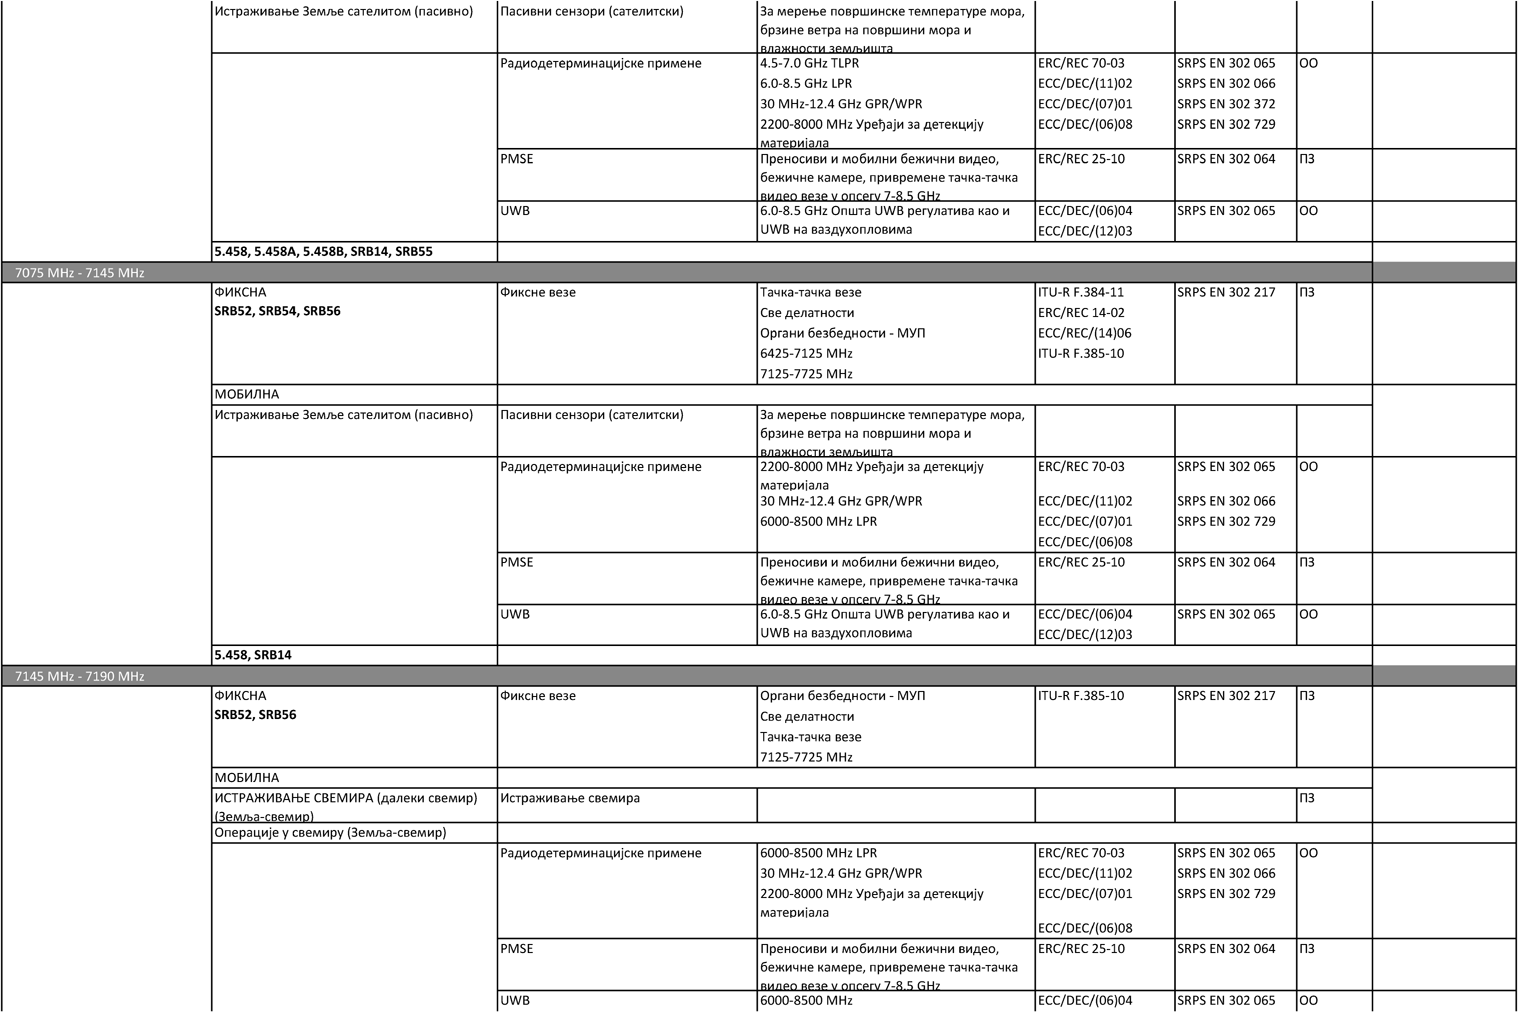 Истраживање Земље сателитом (пасивно)
Пасивни сензори (сателитски)
За мерење површинске температуре мора,
брзине ветра на површини мора и
влажности земљишта
Радиодетерминацијске примене
4.5-7.0 GHz TLPR
6.0-8.5 GHz LPR
30 MHz-12.4 GHz GPR/WPR
2200-8000 MHz Уређаји за детекцију
материјала
ERC/REC 70-03
ECC/DEC/(11)02
ECC/DEC/(07)01
ECC/DEC/(06)08
SRPS EN 302 065
SRPS EN 302 066
SRPS EN 302 372
SRPS EN 302 729
ОО
PMSE
Преносиви и мобилни бежични видео,
бежичне камере, привремене тачка-тачка
видео везе у опсегу 7-8.5 GHz
ERC/REC 25-10
SRPS EN 302 064
ПЗ
UWB
6.0-8.5 GHz Општа UWB регулатива као и
UWB на ваздухопловима
ECC/DEC/(06)04
ECC/DEC/(12)03
SRPS EN 302 065
ОО
5.458, 5.458A, 5.458B, SRB14, SRB55
7075 MHz - 7145 MHz
ФИКСНА
SRB52, SRB54, SRB56
Фиксне везе
Тачка-тачка везе
Све делатности
Органи безбедности - МУП
6425-7125 MHz
7125-7725 MHz
ITU-R F.384-11
ERC/REC 14-02
ECC/REC/(14)06
ITU-R F.385-10
SRPS EN 302 217
ПЗ
МОБИЛНА
Истраживање Земље сателитом (пасивно)
Пасивни сензори (сателитски)
За мерење површинске температуре мора,
брзине ветра на површини мора и
влажности земљишта
Радиодетерминацијске примене
2200-8000 MHz Уређаји за детекцију
материјала
30 MHz-12.4 GHz GPR/WPR
6000-8500 MHz LPR
ERC/REC 70-03
ECC/DEC/(11)02
ECC/DEC/(07)01
ECC/DEC/(06)08
SRPS EN 302 065
SRPS EN 302 066
SRPS EN 302 729
ОО
PMSE
Преносиви и мобилни бежични видео,
бежичне камере, привремене тачка-тачка
видео везе у опсегу 7-8.5 GHz
ERC/REC 25-10
SRPS EN 302 064
ПЗ
UWB
6.0-8.5 GHz Општа UWB регулатива као и
UWB на ваздухопловима
ECC/DEC/(06)04
ECC/DEC/(12)03
SRPS EN 302 065
ОО
5.458, SRB14
7145 MHz - 7190 MHz
ФИКСНА
SRB52, SRB56
Фиксне везе
Органи безбедности - МУП
Све делатности
Тачка-тачка везе
7125-7725 MHz
ITU-R F.385-10
SRPS EN 302 217
ПЗ
МОБИЛНА
ИСТРАЖИВАЊЕ СВЕМИРА (далеки свемир)
(Земља-свемир)
Истраживање свемира
ПЗ
Операције у свемиру (Земља-свемир)
Радиодетерминацијске примене
6000-8500 MHz LPR
30 MHz-12.4 GHz GPR/WPR
2200-8000 MHz Уређаји за детекцију
материјала
ERC/REC 70-03
ECC/DEC/(11)02
ECC/DEC/(07)01
ECC/DEC/(06)08
SRPS EN 302 065
SRPS EN 302 066
SRPS EN 302 729
ОО
PMSE
Преносиви и мобилни бежични видео,
бежичне камере, привремене тачка-тачка
видео везе у опсегу 7-8.5 GHz
ERC/REC 25-10
SRPS EN 302 064
ПЗ
UWB
6000-8500 MHz
ECC/DEC/(06)04
SRPS EN 302 065
ОО